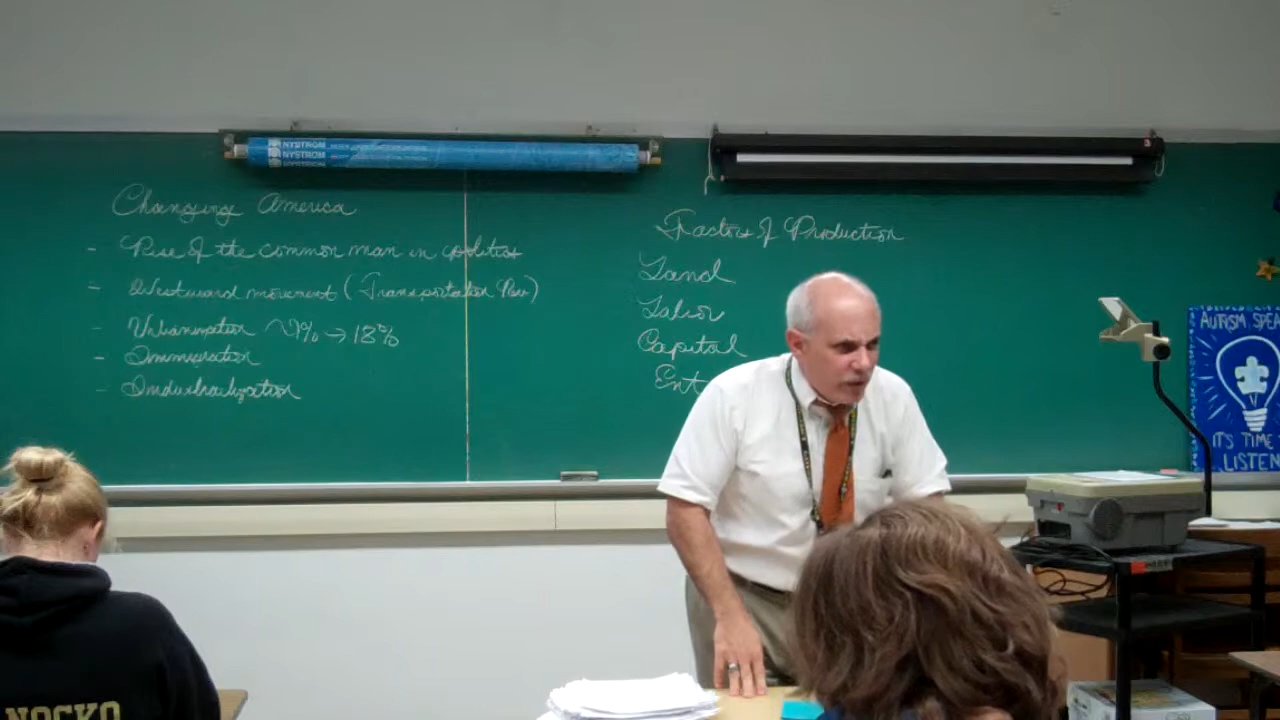 NYSTROM
NYSTROM
Changing America
- Rise of the common man in politics
- Westward movement (Transportation Rev)
- Urbanization ~9% → 18%
- Immigration
- Industrialization
Factors of Production
Land
Labor
Capital
Ent
AUTISM SPEA
IT'S TIME
LISTEN
NOCKO